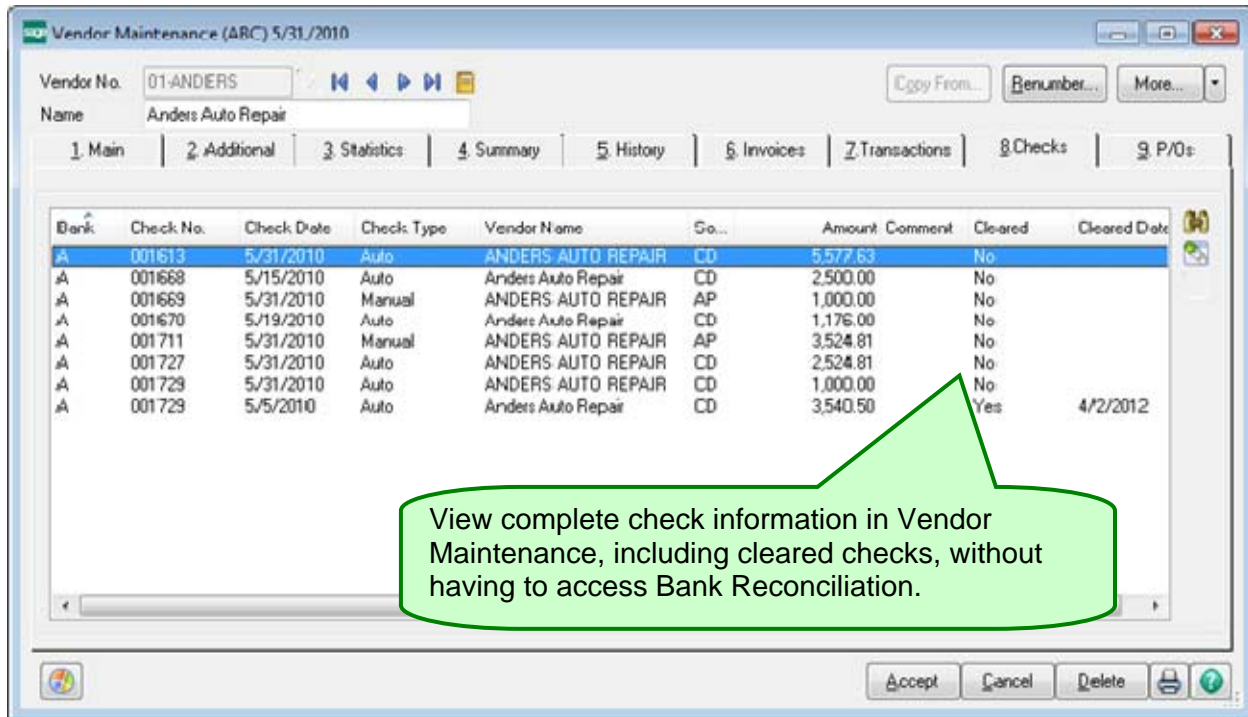 Vendor Maintenance (ABC) 5/31/2010
Vendor No. 01-ANDERS Copy From... Renumber... More...
Name Anders Auto Repair
1. Main 2. Additional 3. Statistics 4. Summary 5. History 6. Invoices 7. Transactions 8. Checks 9. P/Os
Bank Check No. Check Date Check Type Vendor Name So... Amount Comment Cleared Cleared Date
A 001613 5/31/2010 Auto ANDERS AUTO REPAIR CD 5,577.63 No
A 001668 5/15/2010 Auto Anders Auto Repair CD 2,500.00 No
A 001669 5/31/2010 Manual ANDERS AUTO REPAIR AP 1,000.00 No
A 001670 5/19/2010 Auto Anders Auto Repair CD 1,176.00 No
A 001711 5/31/2010 Manual ANDERS AUTO REPAIR AP 3,524.81 No
A 001727 5/31/2010 Auto ANDERS AUTO REPAIR CD 2,524.81 No
A 001729 5/31/2010 Auto ANDERS AUTO REPAIR CD 1,000.00 No
A 001729 5/5/2010 Auto Anders Auto Repair CD 3,540.50 Yes 4/2/2012
View complete check information in Vendor
Maintenance, including cleared checks, without
having to access Bank Reconciliation.
Accept Cancel Delete